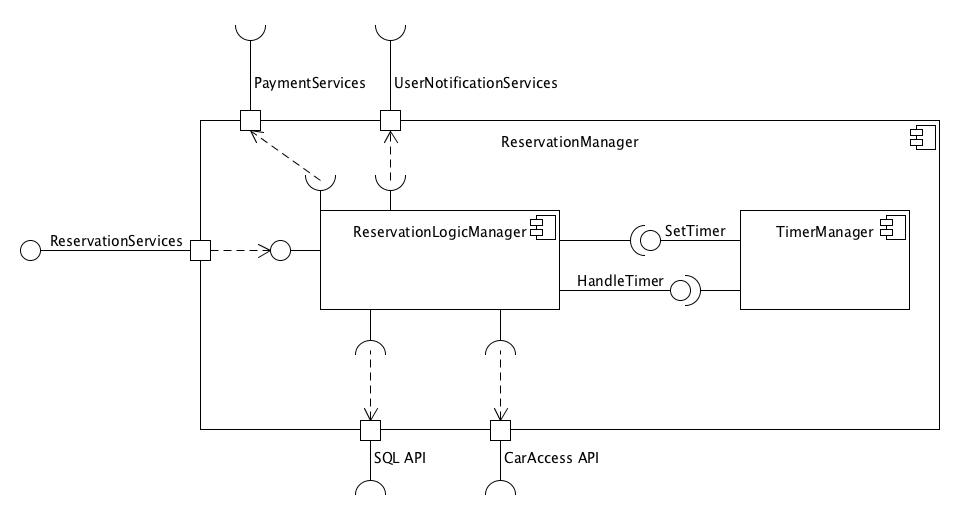 PaymentServices
UserNotificationServices
ReservationManager
ReservationServices
ReservationLogicManager
SetTimer
TimerManager
HandleTimer
SQL API
CarAccess API